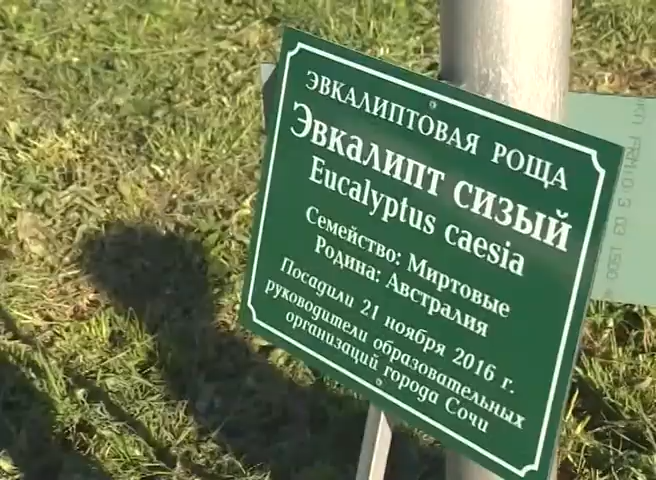 ЭВКАЛИПТОВАЯ РОЩА
Эвкалипт сизый
Eucalyptus caesia
Семейство: Миртовые
Родина: Австралия
Посадили 21 ноября 2016 г.
руководители образовательных
организаций города Сочи